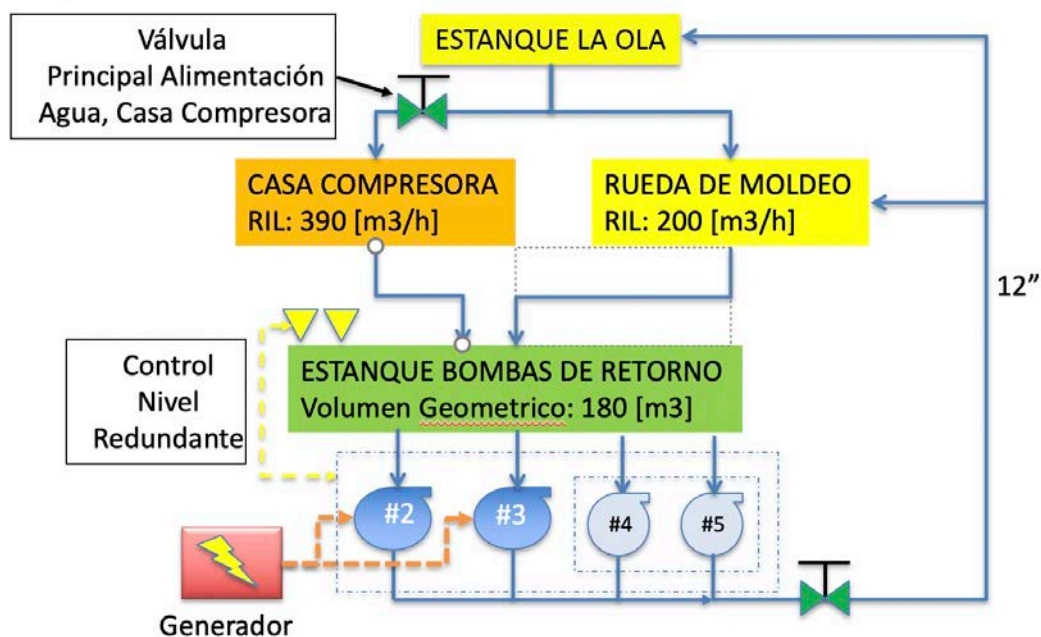 Válvula
Principal Alimentación
Agua, Casa Compresora
ESTANQUE LA OLA
CASA COMPRESORA
RIL: 390 [m3/h]
RUEDA DE MOLDEO
RIL: 200 [m3/h]
12”
Control
Nivel
Redundante
ESTANQUE BOMBAS DE RETORNO
Volumen Geometrico: 180 [m3]
#2
#3
#4
#5
Generador